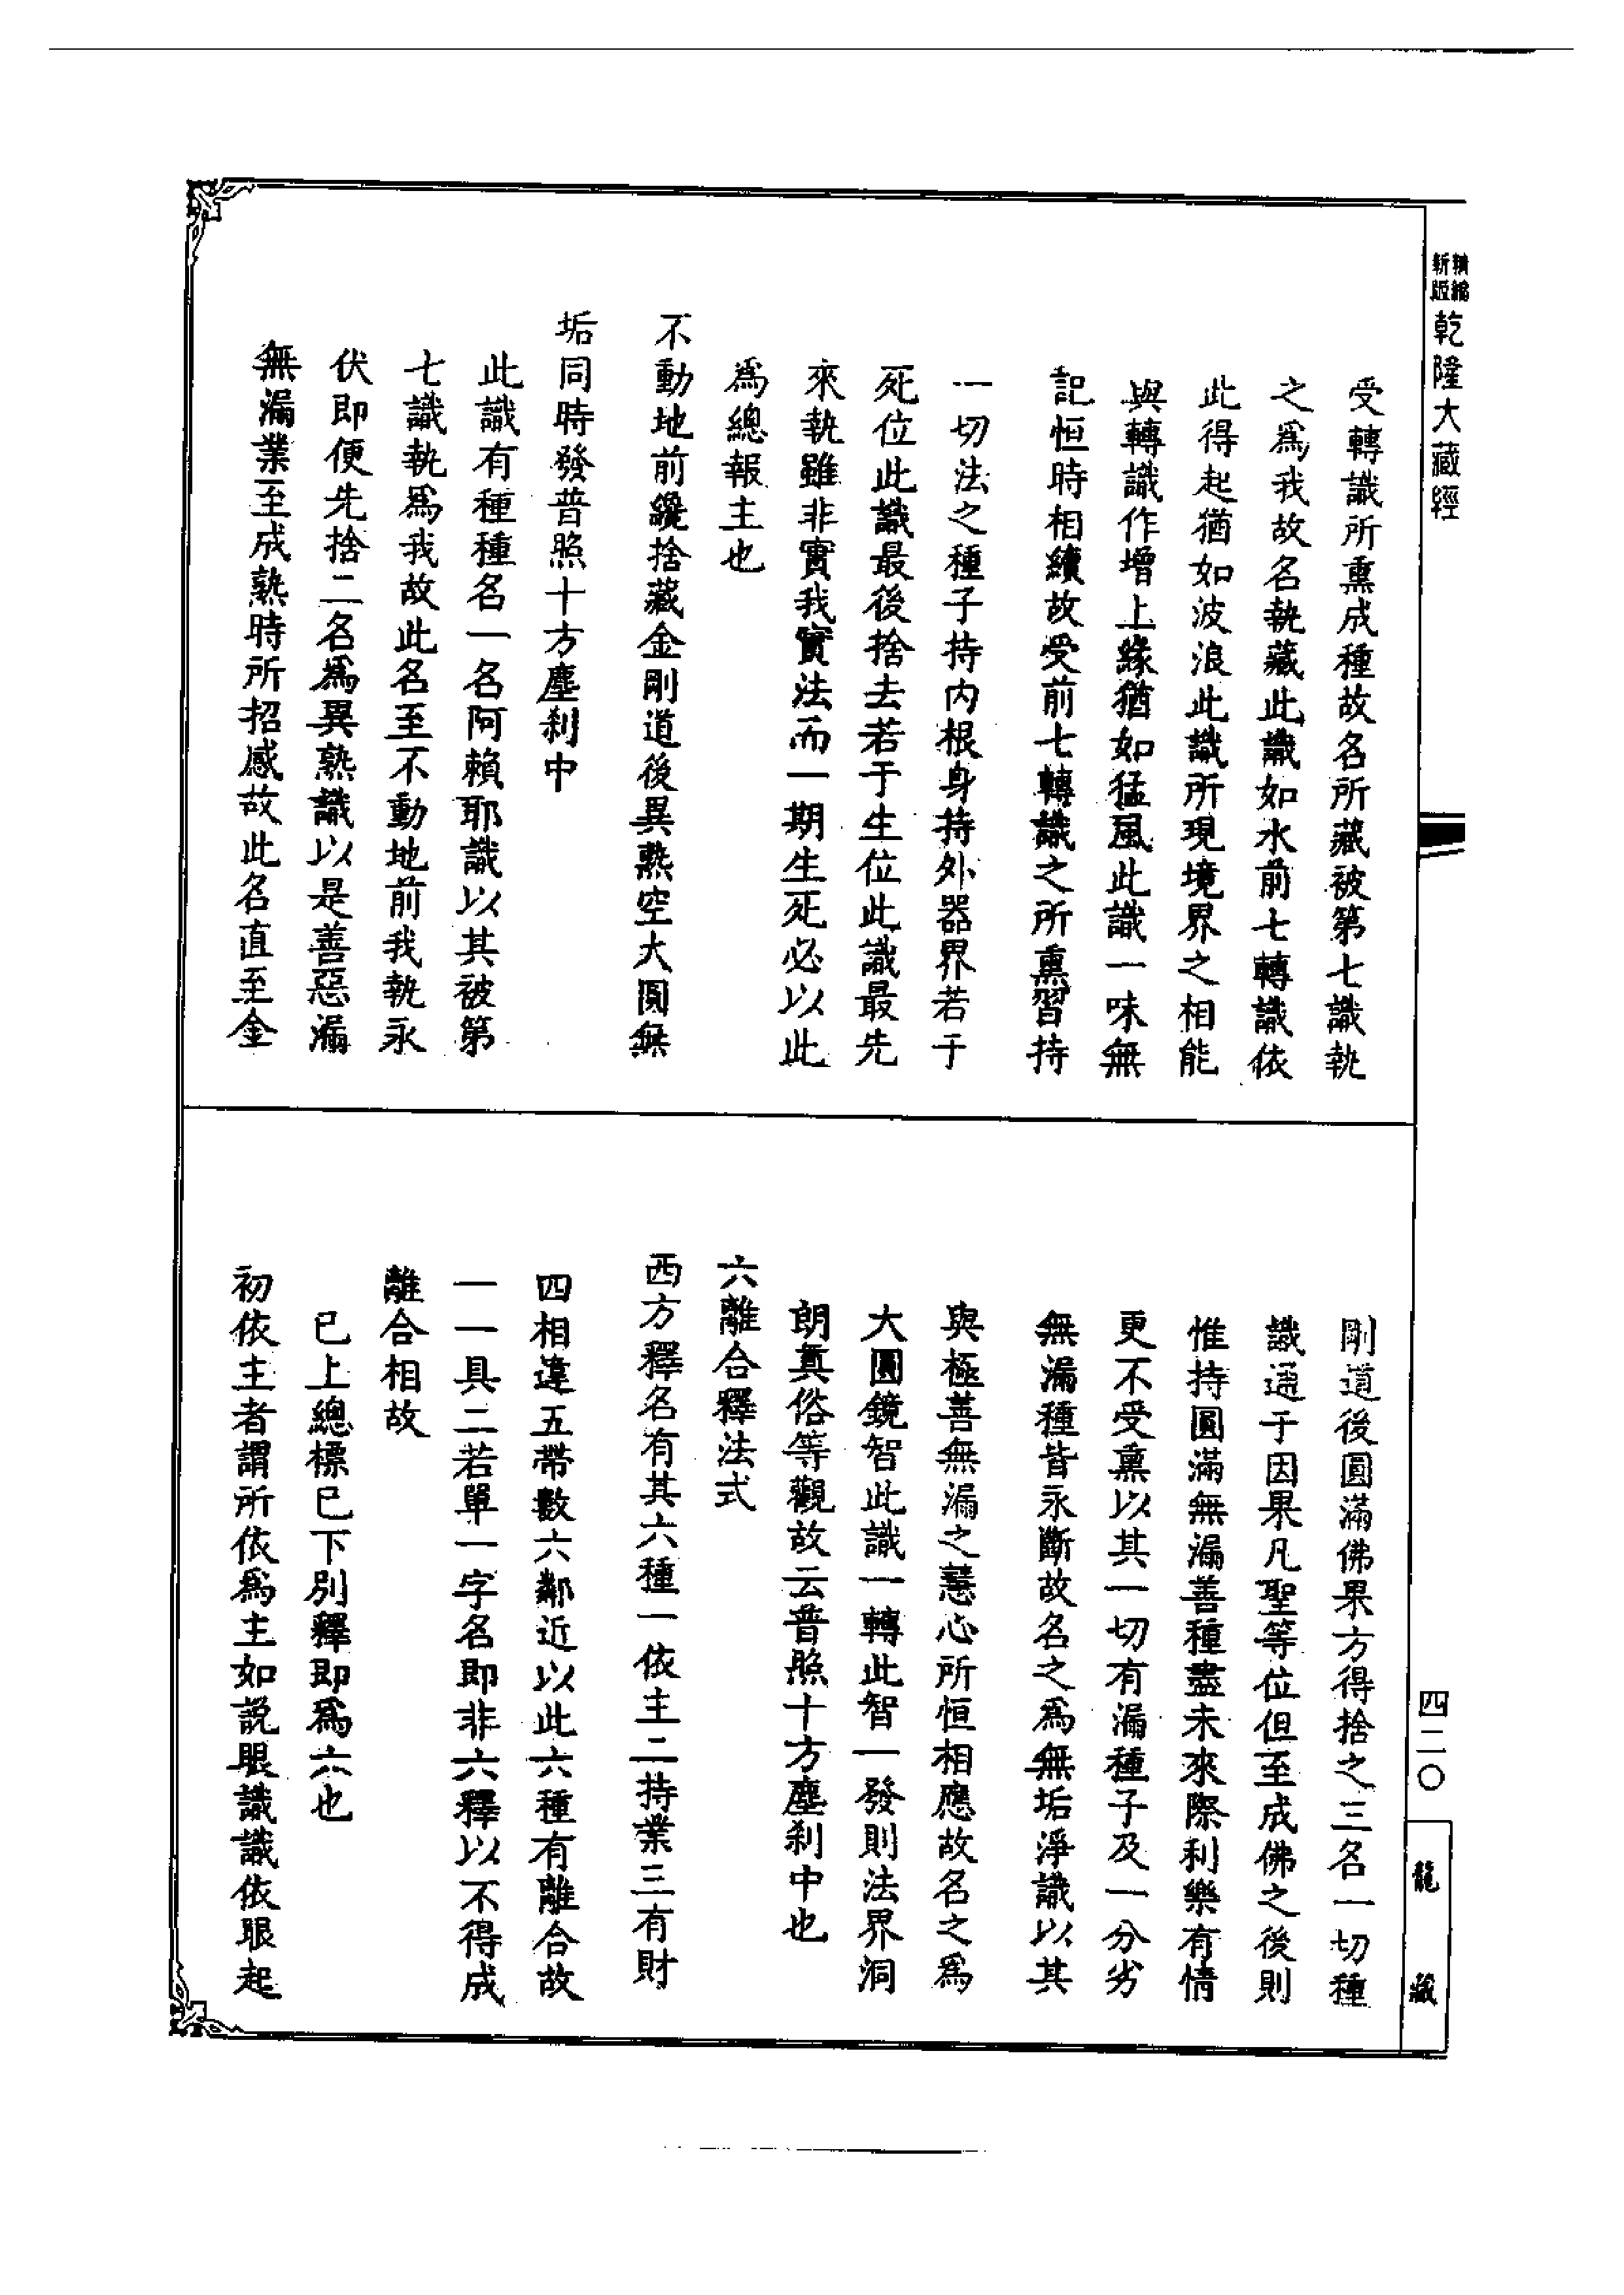 精縮
新版
乾隆大藏經
受轉識所熏成種故名所藏被第七識執
之為我故名執藏此識如水前七轉識依
此得起猶如波浪此識所現境界之相能
與轉識作增上緣猶如猛風此識一味無
記恒時相續故受前七轉識之所熏習持
一切法之種子持內根身持外器界若于
死位此識最後捨去若于生位此識最先
來執雖非實我實法而一期生死必以此
爲總報主也
不動地前纔捨藏金剛道後異熟空大圓無
垢同時發普照十方塵刹中
此識有種種名一名阿賴耶識以其被第
七識執爲我故此名至不動地前我執永
伏即便先捨二名爲異熟識以是善惡漏
無漏業至成熟時所招感故此名直至金
剛道後圓滿佛果方得捨之三名一切種
識通于因果凡聖等位但至成佛之後則
惟持圓滿無漏善種盡未來際利樂有情
更不受熏以其一切有漏種子及一分劣
無漏種皆永斷故名之爲無垢淨識以其
與極善無漏之慧心所恒相應故名之爲
大圓鏡智此識一轉此智一發則法界洞
朗眞俗等觀故云普照十方塵刹中也
六離合釋法式
西方釋名有其六種一依主二持業三有財
四相違五帶數六鄰近以此六種有離合故
一一具二若單一字名即非六釋以不得成
離合相故
已上總標已下別釋即爲六也
初依主者謂所依爲主如説眼識識依眼起
四二〇
龍藏